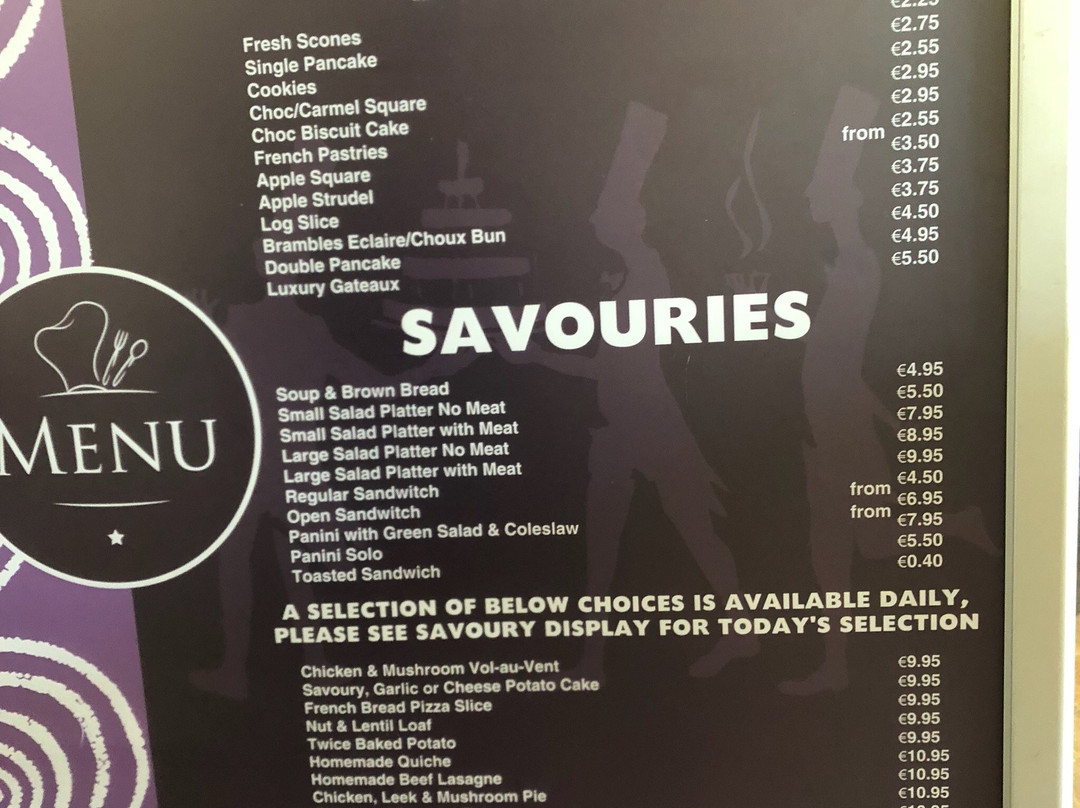 Fresh Scones €2.25
Single Pancake €2.75
Cookies €2.55
Choc/Carmel Square €2.95
Choc Biscuit Cake €2.95
French Pastries €2.55
Apple Square from €3.50
Apple Strudel €3.75
Log Slice €3.75
Brambles Eclaire/Choux Bun €4.50
Double Pancake €4.95
Luxury Gateaux €5.50
SAVOURIES
Soup & Brown Bread €4.95
Small Salad Platter No Meat €5.50
Small Salad Platter with Meat €7.95
Large Salad Platter No Meat €8.95
Large Salad Platter with Meat €9.95
Regular Sandwitch €4.50
Open Sandwitch from €6.95
Panini with Green Salad & Coleslaw from €7.95
Panini Solo €5.50
Toasted Sandwich €0.40
MENU
A SELECTION OF BELOW CHOICES IS AVAILABLE DAILY,
PLEASE SEE SAVOURY DISPLAY FOR TODAY'S SELECTION
Chicken & Mushroom Vol-au-Vent €9.95
Savoury, Garlic or Cheese Potato Cake €9.95
French Bread Pizza Slice €9.95
Nut & Lentil Loaf €9.95
Twice Baked Potato €9.95
Homemade Quiche €10.95
Homemade Beef Lasagne €10.95
Chicken, Leek & Mushroom Pie €10.95